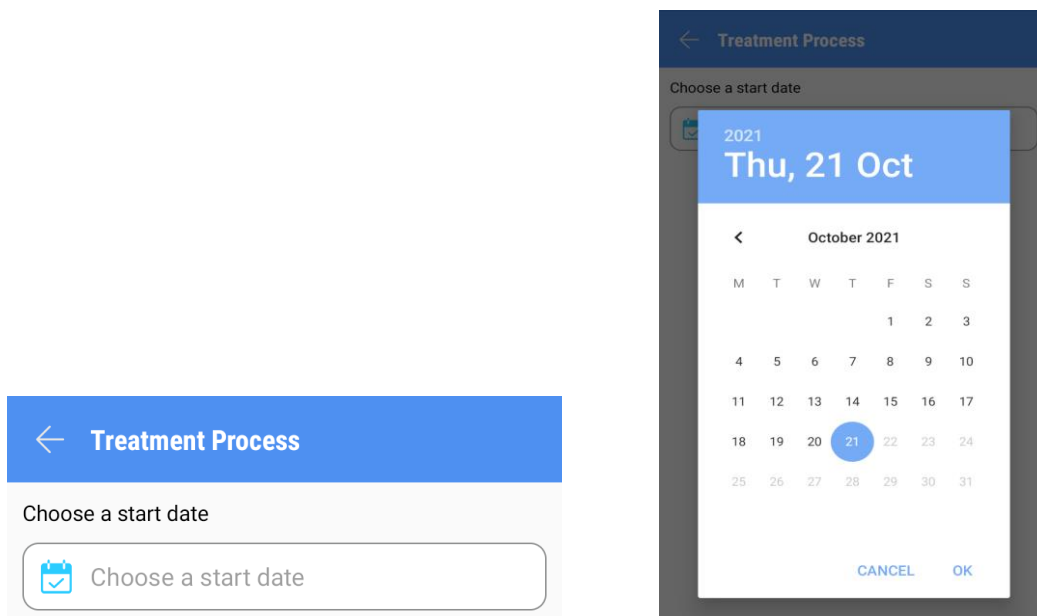 Treatment Process
Choose a start date
Choose a start date
Treatment Process
Choose a start date
2021
Thu, 21 Oct
October 2021
M T W T F S S
1 2 3
4 5 6 7 8 9 10
11 12 13 14 15 16 17
18 19 20 21 22 23 24
25 26 27 28 29 30 31
CANCEL OK